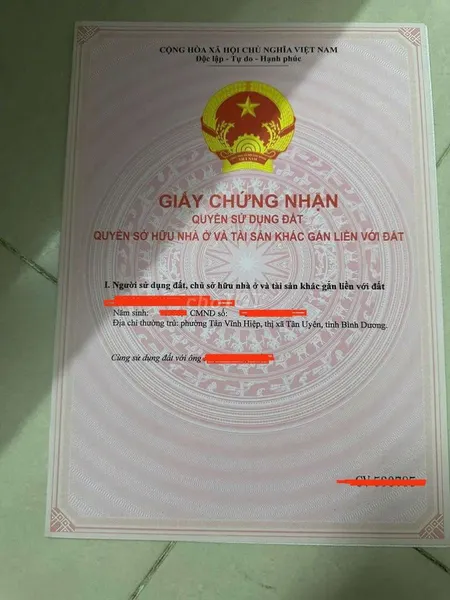 CỘNG HÒA XÃ HỘI CHỦ NGHĨA VIỆT NAM
Độc lập - Tự do - Hạnh phúc
VIỆT NAM
GIẤY CHỨNG NHẬN
QUYỀN SỬ DỤNG ĐẤT
QUYỀN SỞ HỮU NHÀ Ở VÀ TÀI SẢN KHÁC GẮN LIỀN VỚI ĐẤT
I. Người sử dụng đất, chủ sở hữu nhà ở và tài sản khác gắn liền với đất
Năm sinh: CMND số:
Địa chỉ thường trú: phường Tân Vĩnh Hiệp, thị xã Tân Uyên, tỉnh Bình Dương.
Cùng sử dụng đất với ông